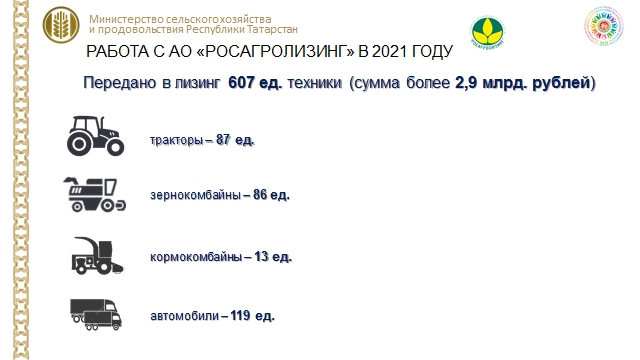 Министерство сельского хозяйства
и продовольствия Республики Татарстан
РАБОТА С АО «РОСАГРОЛИЗИНГ» В 2021 ГОДУ
РОСАГРОЛИЗИНГ
Передано в лизинг 607 ед. техники (сумма более 2,9 млрд. рублей)
тракторы – 87 ед.
зернокомбайны – 86 ед.
кормокомбайны – 13 ед.
автомобили – 119 ед.